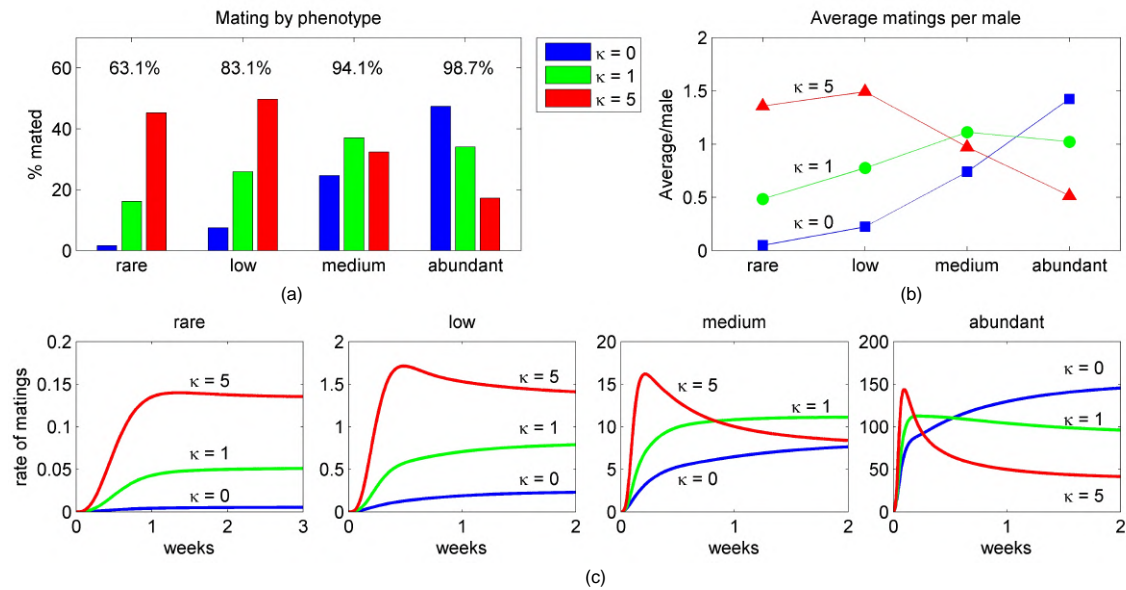 Mating by phenotype
63.1% 83.1% 94.1% 98.7%
60
40
20
0
% mated
rare low medium abundant
(a)
κ = 0
κ = 1
κ = 5
Average matings per male
2
1.5
1
0.5
0
Average/male
κ = 5
κ = 1
κ = 0
rare low medium abundant
(b)
rare
0.2
0.15
0.1
0.05
0
rate of matings
κ = 5
κ = 1
κ = 0
0 1 2 3
weeks
low
2
1.5
1
0.5
0
κ = 5
κ = 1
κ = 0
0 1 2
weeks
medium
20
15
10
5
0
κ = 5
κ = 1
κ = 0
0 1 2
weeks
abundant
200
150
100
50
0
κ = 0
κ = 1
κ = 5
0 1 2
weeks
(c)